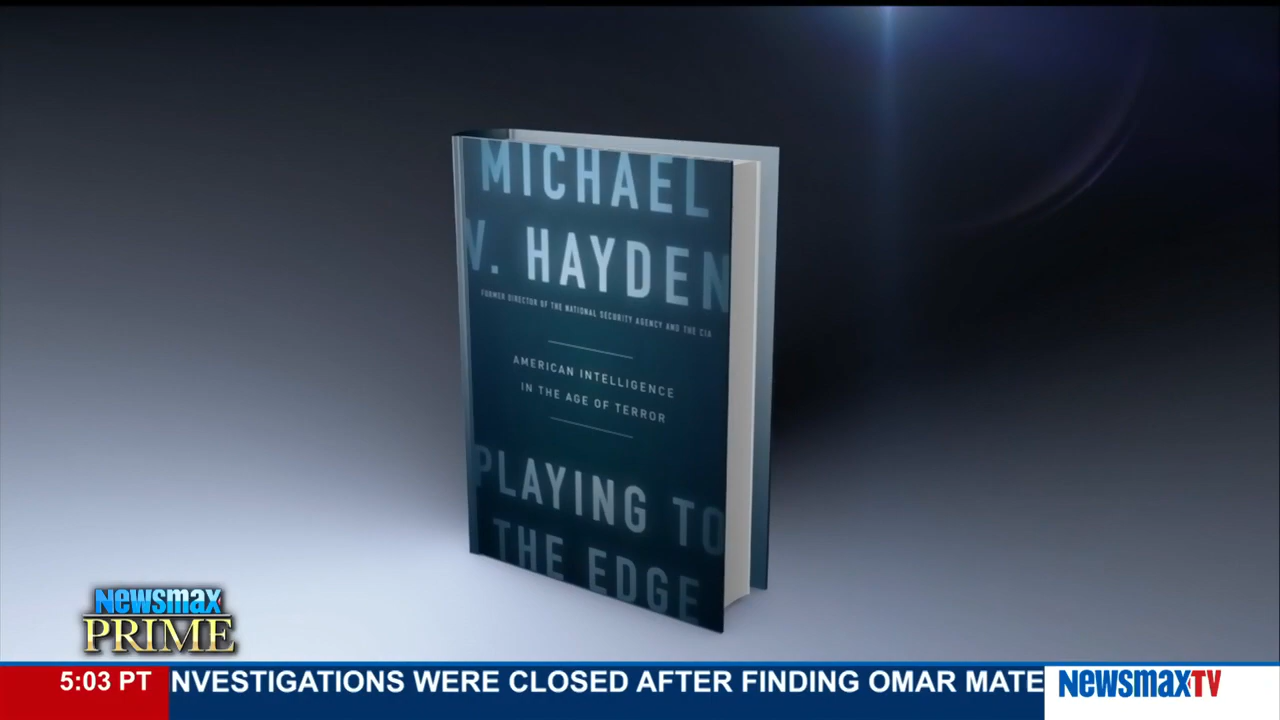 MICHAEL
V. HAYDEN
FORMER DIRECTOR OF THE NATIONAL SECURITY AGENCY AND THE CIA
AMERICAN INTELLIGENCE
IN THE AGE OF TERROR
PLAYING TO
THE EDGE
Newsmax
PRIME
5:03 PT
NVESTIGATIONS WERE CLOSED AFTER FINDING OMAR MATE
NEWSMAXTV